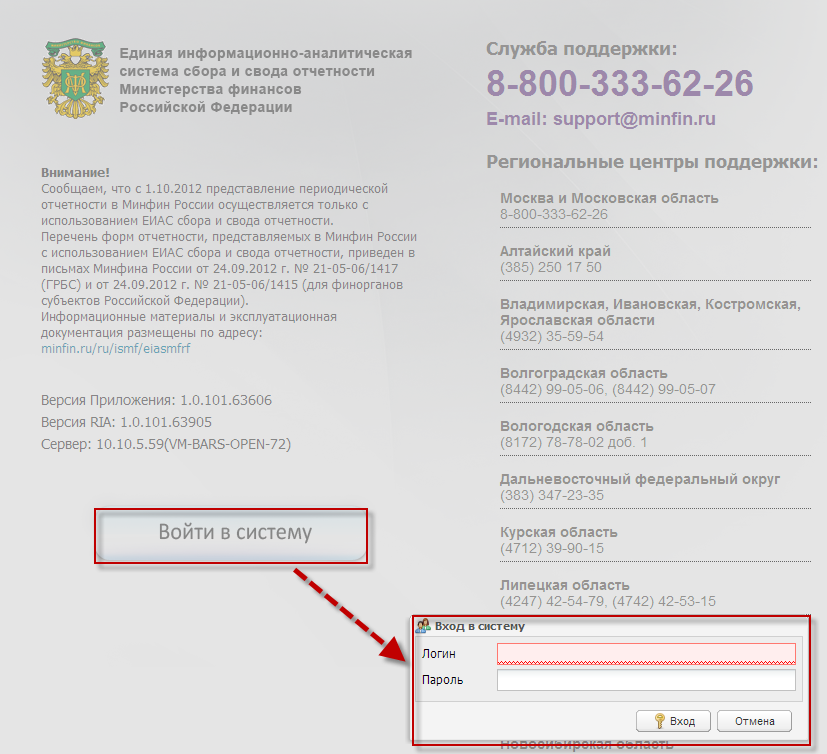 Единая информационно-аналитическая
система сбора и свода отчетности
Министерства финансов
Российской Федерации
Внимание!
Сообщаем, что с 1.10.2012 представление периодической
отчетности в Минфин России осуществляется только с
использованием ЕИАС сбора и свода отчетности.
Перечень форм отчетности, представляемых в Минфин России
с использованием ЕИАС сбора и свода отчетности, приведен в
письмах Минфина России от 24.09.2012 г. № 21-05-06/1417
(ГРБС) и от 24.09.2012 г. № 21-05-06/1415 (для финорганов
субъектов Российской Федерации).
Информационные материалы и эксплуатационная
документация размещены по адресу:
minfin.ru/ru/ismf/eiasmfrf
Версия Приложения: 1.0.101.63606
Версия RIA: 1.0.101.63905
Сервер: 10.10.5.59(VM-BARS-OPEN-72)
Войти в систему
Служба поддержки:
8-800-333-62-26
E-mail: support@minfin.ru
Региональные центры поддержки:
Москва и Московская область
8-800-333-62-26
Алтайский край
(385) 250 17 50
Владимирская, Ивановская, Костромская,
Ярославская области
(4932) 35-59-54
Волгоградская область
(8442) 99-05-06, (8442) 99-05-07
Вологодская область
(8172) 78-78-02 доб. 1
Дальневосточный федеральный округ
(383) 347-23-35
Курская область
(4712) 39-90-15
Липецкая область
(4247) 42-54-79, (4742) 42-53-15
Вход в систему
Логин
Пароль
Вход
Отмена
Новосибирская область